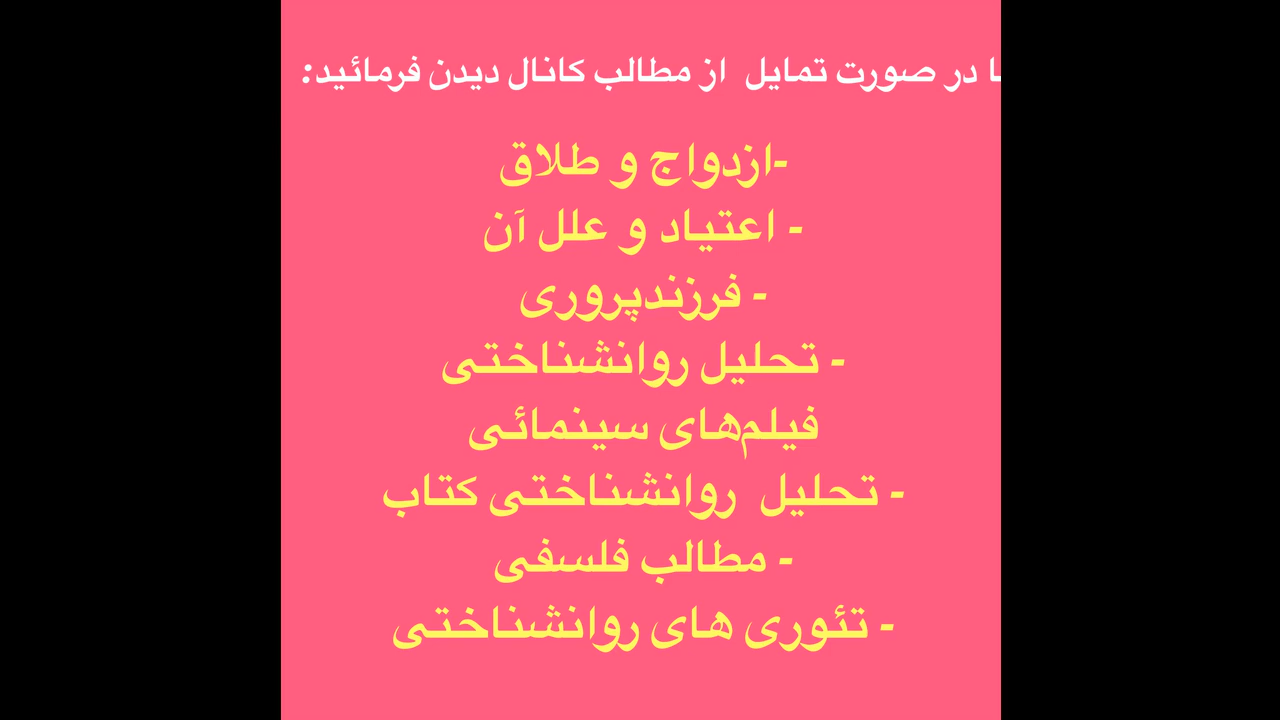 در صورت تمایل از مطالب کانال دیدن فرمائید:
-ازدواج و طلاق
- اعتیاد و علل آن
- فرزندپروری
- تحلیل روانشناختی
فیلم‌های سینمائی
- تحلیل روانشناختی کتاب
- مطالب فلسفی
- تئوری های روانشناختی